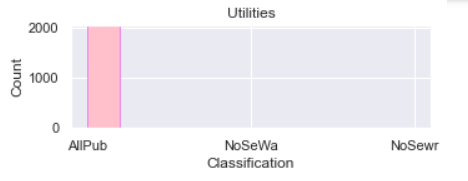 Utilities
2000
1000
0
Count
AllPub
NoSeWa
NoSewr
Classification